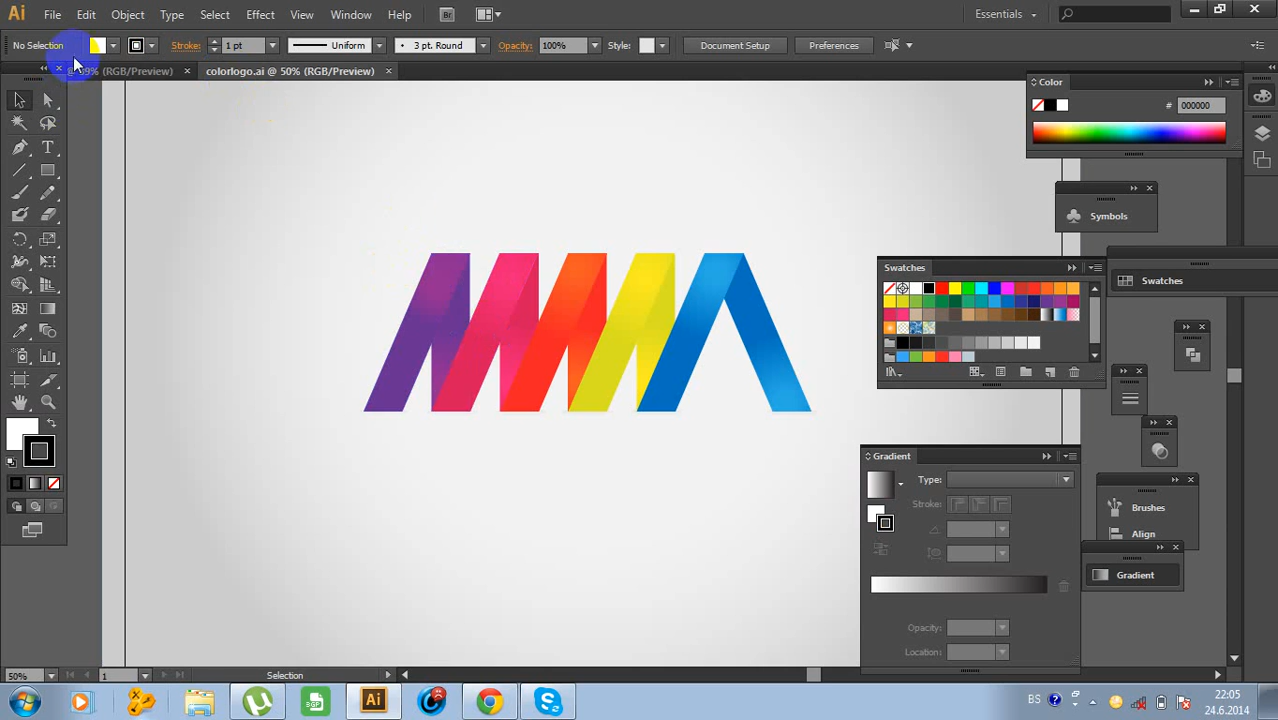 Ai File Edit Object Type Select Effect View Window Help Br Essentials
No Selection Stroke: 1 pt Uniform 3 pt. Round Opacity: 100% Style: Document Setup Preferences
(RGB/Preview) × colorlogo.ai @ 50% (RGB/Preview) ×
Color
# 000000
Symbols
Swatches
Swatches
Gradient
Type:
Stroke:
Brushes
Align
Gradient
Opacity:
Location:
50% 1 Selection
Ai BS 22:05
24.6.2014